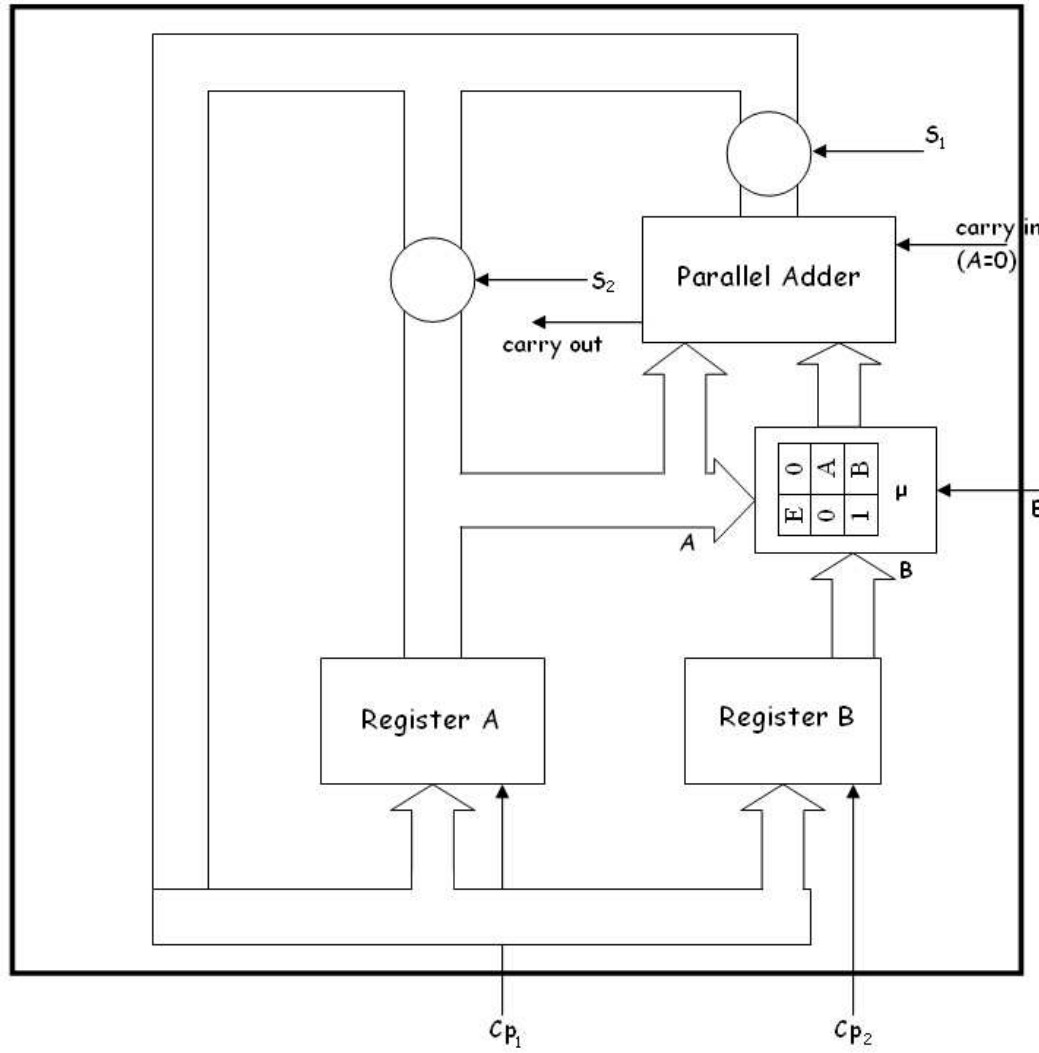 S₁
carry in
(A=0)
Parallel Adder
S₂
carry out
E 0
0 A
1 B
μ
A
B
Register A
Register B
Cp₁
Cp₂